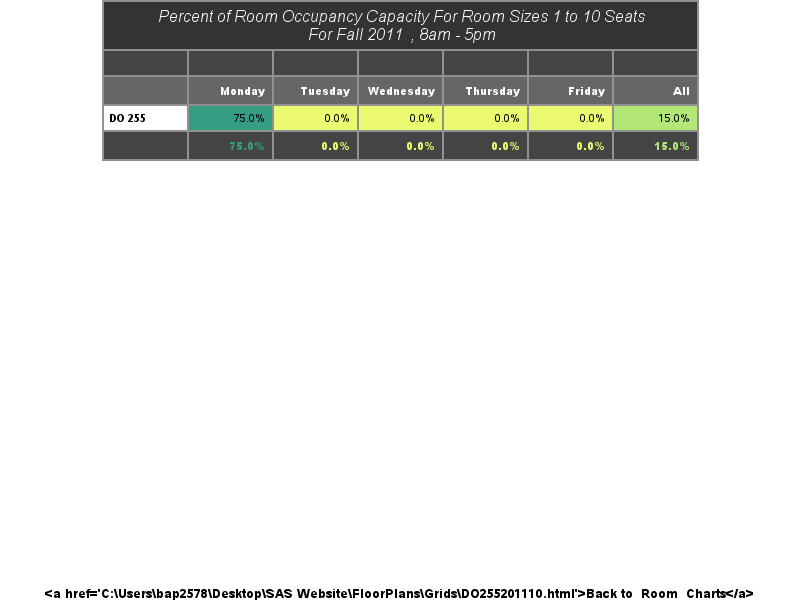 Percent of Room Occupancy Capacity For Room Sizes 1 to 10 Seats
For Fall 2011 , 8am - 5pm
Monday Tuesday Wednesday Thursday Friday All
DO 255 75.0% 0.0% 0.0% 0.0% 0.0% 15.0%
75.0% 0.0% 0.0% 0.0% 0.0% 15.0%
<a href='C:\Users\bap2578\Desktop\SAS Website\FloorPlans\Grids\DO255201110.html'>Back to Room Charts</a>